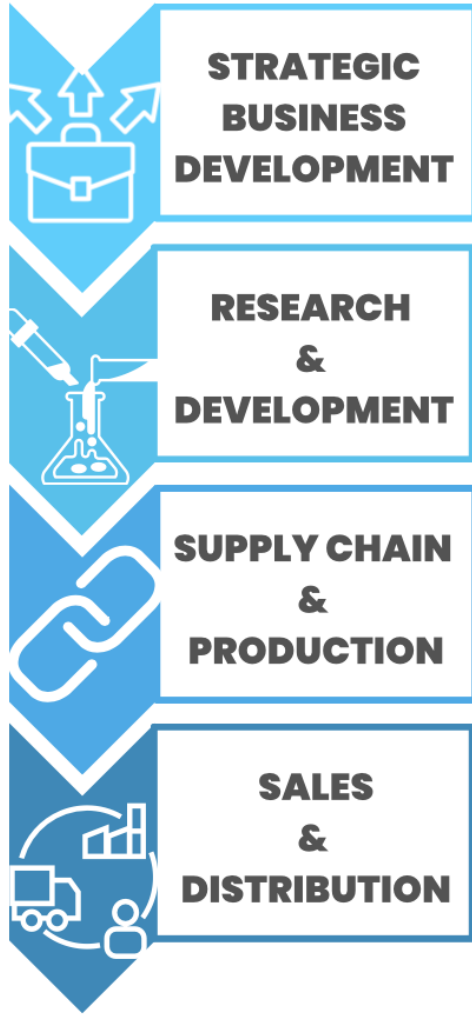 STRATEGIC
BUSINESS
DEVELOPMENT
RESEARCH
&
DEVELOPMENT
SUPPLY CHAIN
&
PRODUCTION
SALES
&
DISTRIBUTION